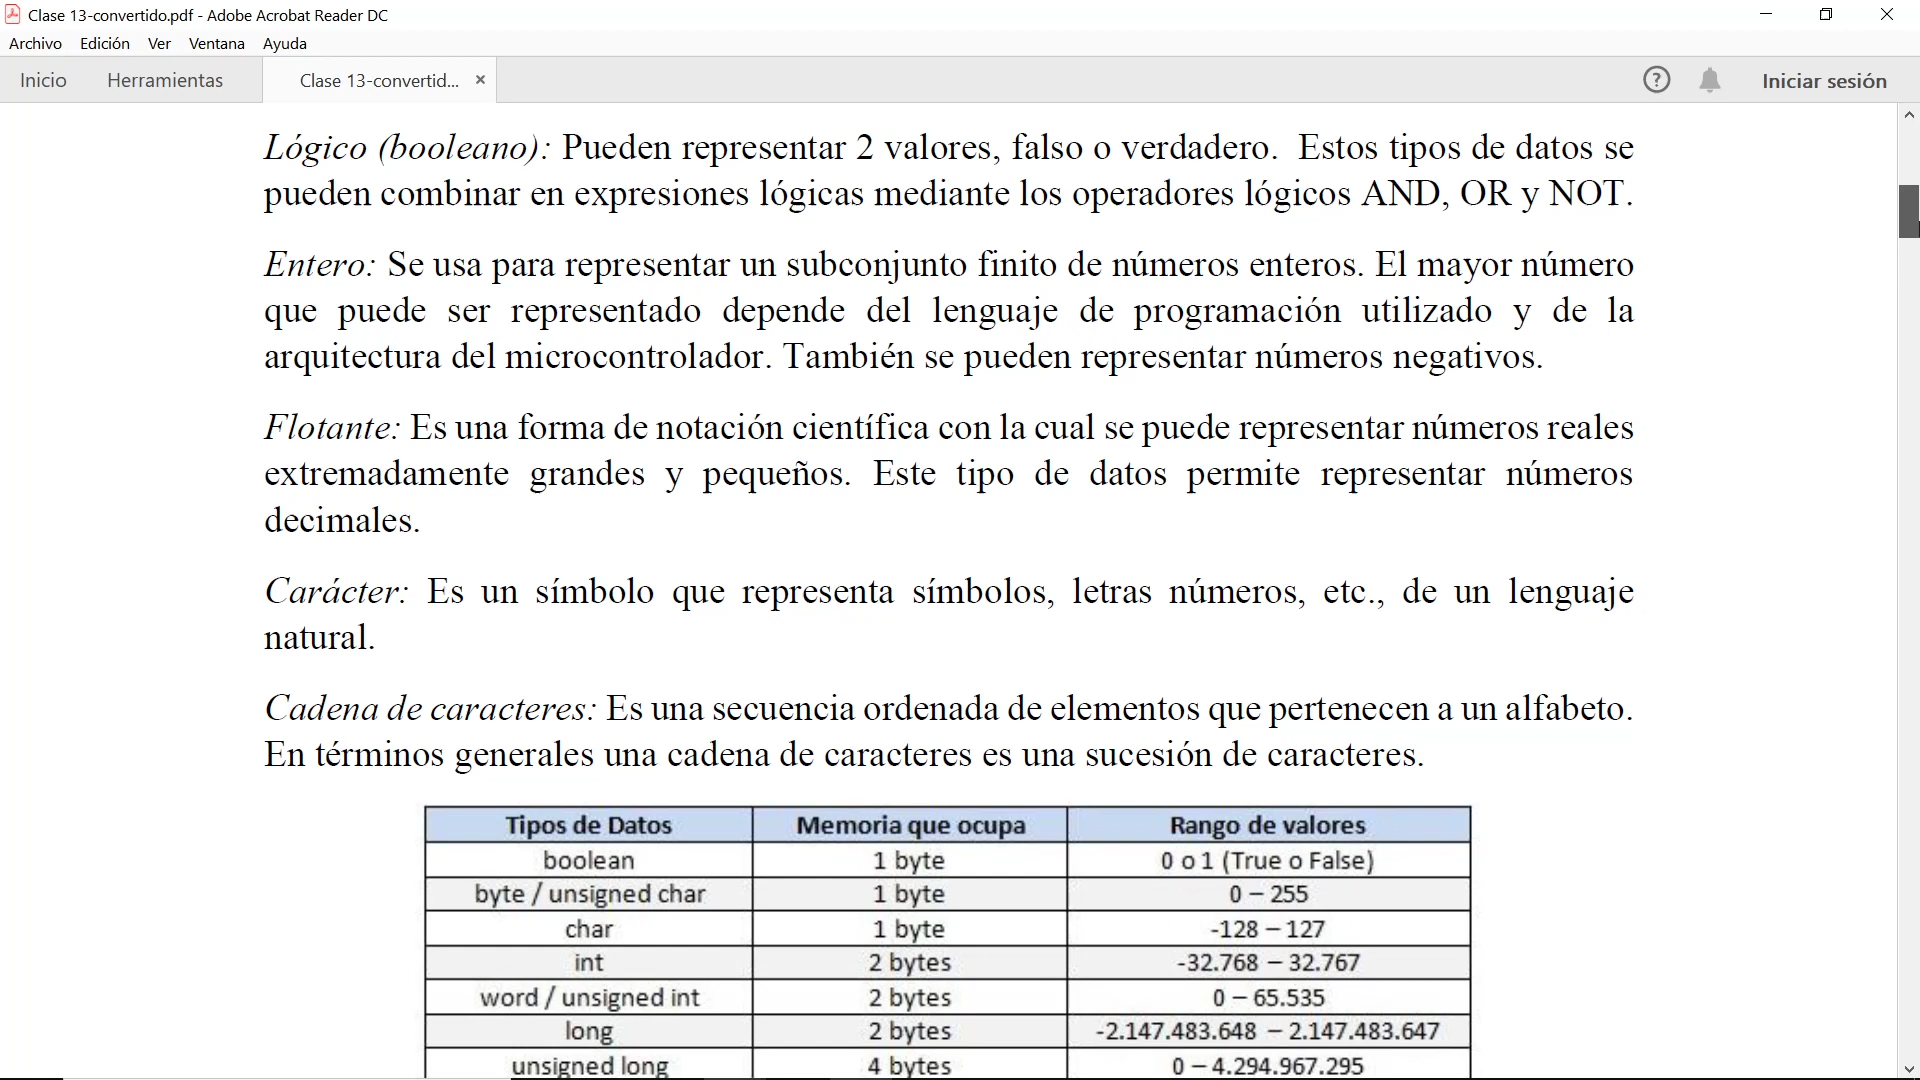 Clase 13-convertido.pdf - Adobe Acrobat Reader DC
Archivo Edición Ver Ventana Ayuda
Inicio Herramientas Clase 13-convertid... × ? Iniciar sesión
Lógico (booleano): Pueden representar 2 valores, falso o verdadero. Estos tipos de datos se
pueden combinar en expresiones lógicas mediante los operadores lógicos AND, OR y NOT.
Entero: Se usa para representar un subconjunto finito de números enteros. El mayor número
que puede ser representado depende del lenguaje de programación utilizado y de la
arquitectura del microcontrolador. También se pueden representar números negativos.
Flotante: Es una forma de notación científica con la cual se puede representar números reales
extremadamente grandes y pequeños. Este tipo de datos permite representar números
decimales.
Carácter: Es un símbolo que representa símbolos, letras números, etc., de un lenguaje
natural.
Cadena de caracteres: Es una secuencia ordenada de elementos que pertenecen a un alfabeto.
En términos generales una cadena de caracteres es una sucesión de caracteres.
Tipos de Datos Memoria que ocupa Rango de valores
boolean 1 byte 0 o 1 (True o False)
byte / unsigned char 1 byte 0 – 255
char 1 byte -128 – 127
int 2 bytes -32.768 – 32.767
word / unsigned int 2 bytes 0 – 65.535
long 2 bytes -2.147.483.648 – 2.147.483.647
unsigned long 4 bytes 0 – 4.294.967.295